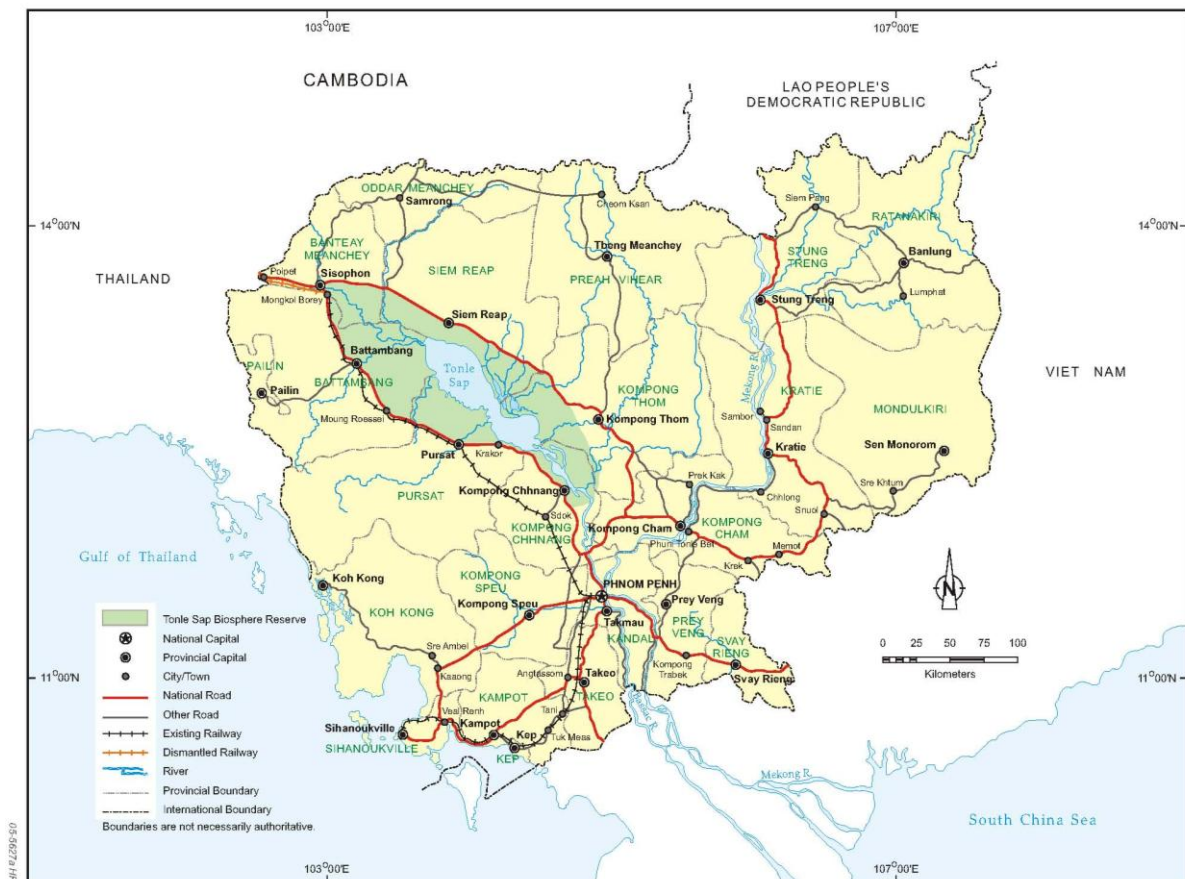 103°00'E
107°00'E
CAMBODIA
LAO PEOPLE'S
DEMOCRATIC REPUBLIC
ODDAR MEANCHEY
Samrong
Cheom Ksan
Siem Pang
RATANAKIRI
14°00'N
14°00'N
BANTEAY
MEANCHEY
Tbeng Meanchey
STUNG
TRENG
Banlung
THAILAND
Poipet
Sisophon
SIEM REAP
PREAH VIHEAR
Mongkol Borey
Stung Treng
Lumphat
Siem Reap
Battambang
Tonle
Sap
Mekong R.
PAILIN
BATTAMBANG
Pailin
KOMPONG
THOM
KRATIE
VIET NAM
MONDULKIRI
Moung Roessei
Kompong Thom
Sambor
Sandan
Pursat
Krakor
Kratie
Sen Monorom
PURSAT
Kompong Chhnang
Prek Kak
Chhlong
Sre Khtum
Sdok
Snuol
KOMPONG
CHHNANG
Kompong Cham
KOMPONG
CHAM
Phum Tonle Bet
Memot
Krek
Gulf of Thailand
Koh Kong
KOMPONG
SPEU
PHNOM PENH
N
KOH KONG
Kompong Speu
Takmau
Prey Veng
KANDAL
PREY
VENG
SVAY
RIENG
Sre Ambel
Kaaong
Angtassom
Takeo
Kompong
Trabek
Svay Rieng
0 25 50 75 100
Kilometers
11°00'N
11°00'N
KAMPOT
TAKEO
Bassac R.
Veal Renh
Kampot
Tani
Sihanoukville
Kep
Tuk Meas
SIHANOUKVILLE
KEP
Mekong R.
South China Sea
Tonle Sap Biosphere Reserve
National Capital
Provincial Capital
City/Town
National Road
Other Road
Existing Railway
Dismantled Railway
River
Provincial Boundary
International Boundary
Boundaries are not necessarily authoritative.
05-5627a HR
103°00'E
107°00'E